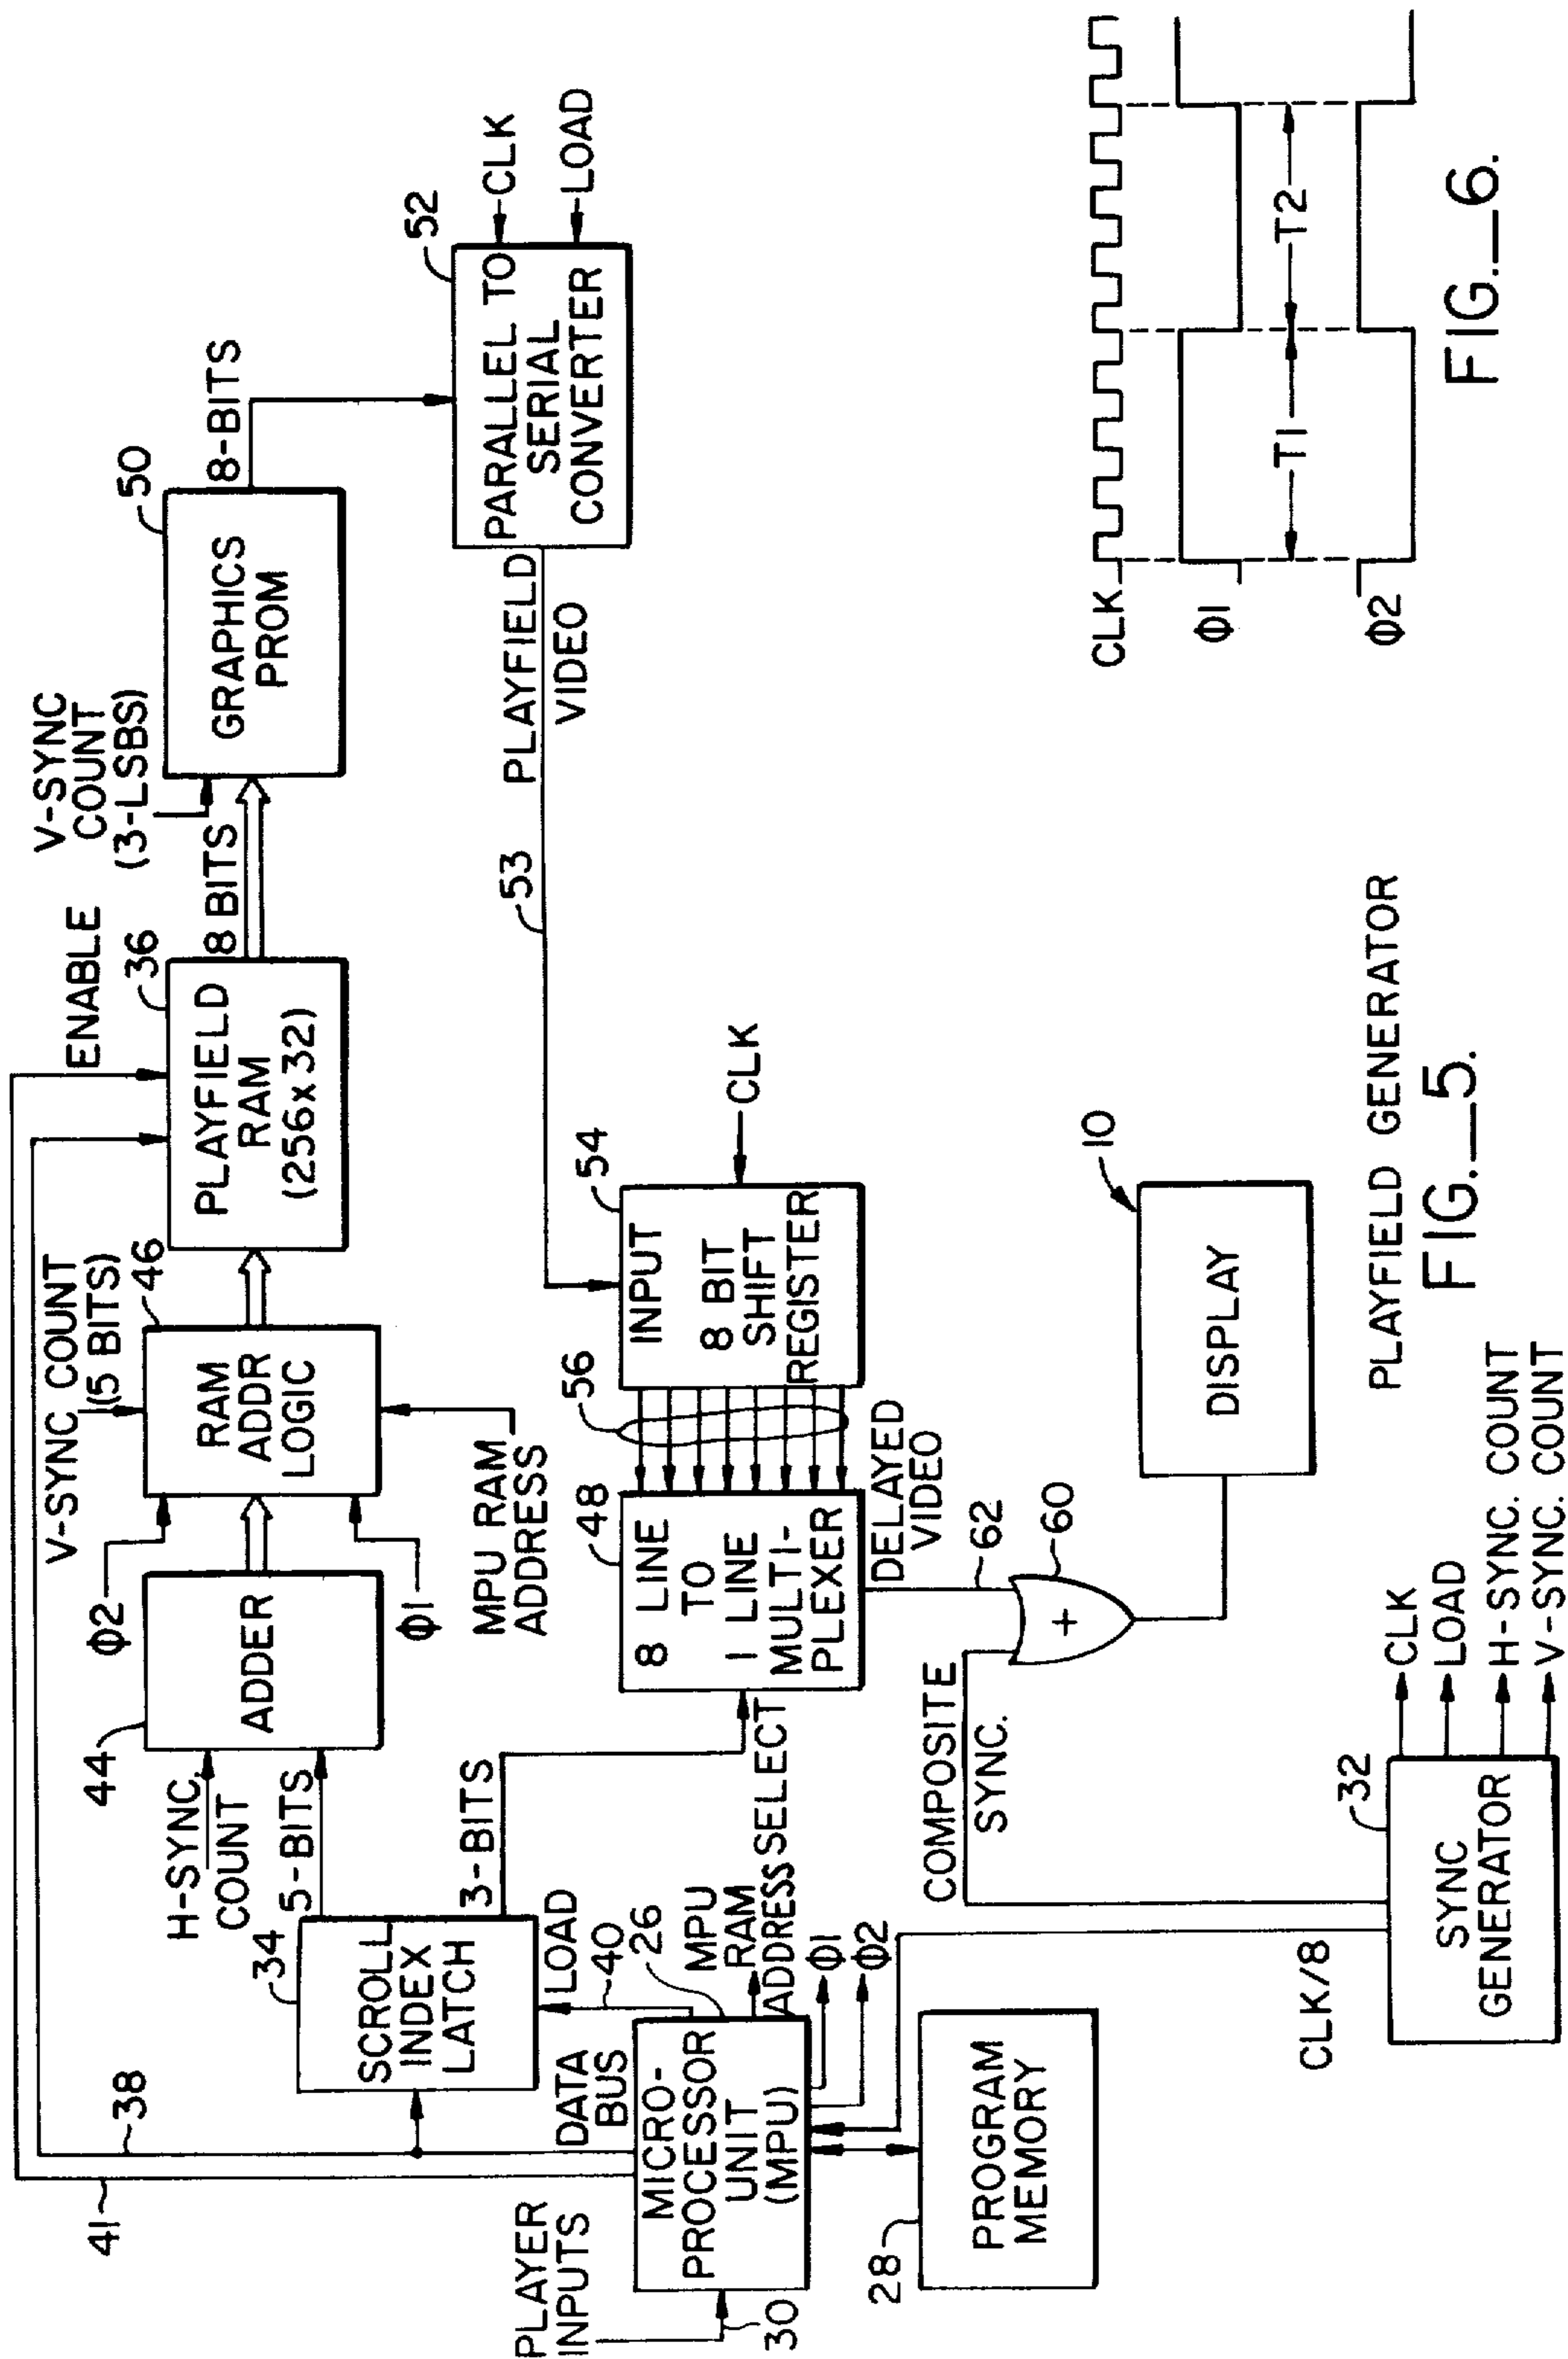 41
38
PLAYER
INPUTS
30
MICRO-
PROCESSOR
UNIT
(MPU)
26
DATA
BUS
28
PROGRAM
MEMORY
34
SCROLL
INDEX
LATCH
LOAD
40
MPU
RAM
ADDRESS
Φ1
Φ2
5-BITS
3-BITS
SELECT
H-SYNC
COUNT
44
ADDER
Φ2
Φ1
V-SYNC COUNT
(5 BITS)
46
RAM
ADDR
LOGIC
MPU RAM
ADDRESS
ENABLE
36
PLAYFIELD
RAM
(256x32)
8 BITS
V-SYNC
COUNT
(3-LSBS)
50
GRAPHICS
PROM
8-BITS
52
PARALLEL TO
SERIAL
CONVERTER
CLK
LOAD
PLAYFIELD
VIDEO
53
54
INPUT
8 BIT
SHIFT
REGISTER
CLK
56
48
8 LINE
TO
1 LINE
MULTI-
PLEXER
DELAYED
VIDEO
62
60
+
COMPOSITE
SYNC.
10
DISPLAY
CLK/8
32
SYNC
GENERATOR
CLK
LOAD
H-SYNC. COUNT
V-SYNC. COUNT
PLAYFIELD GENERATOR
FIG._5.
CLK
Φ1
T1
T2
Φ2
FIG._6.